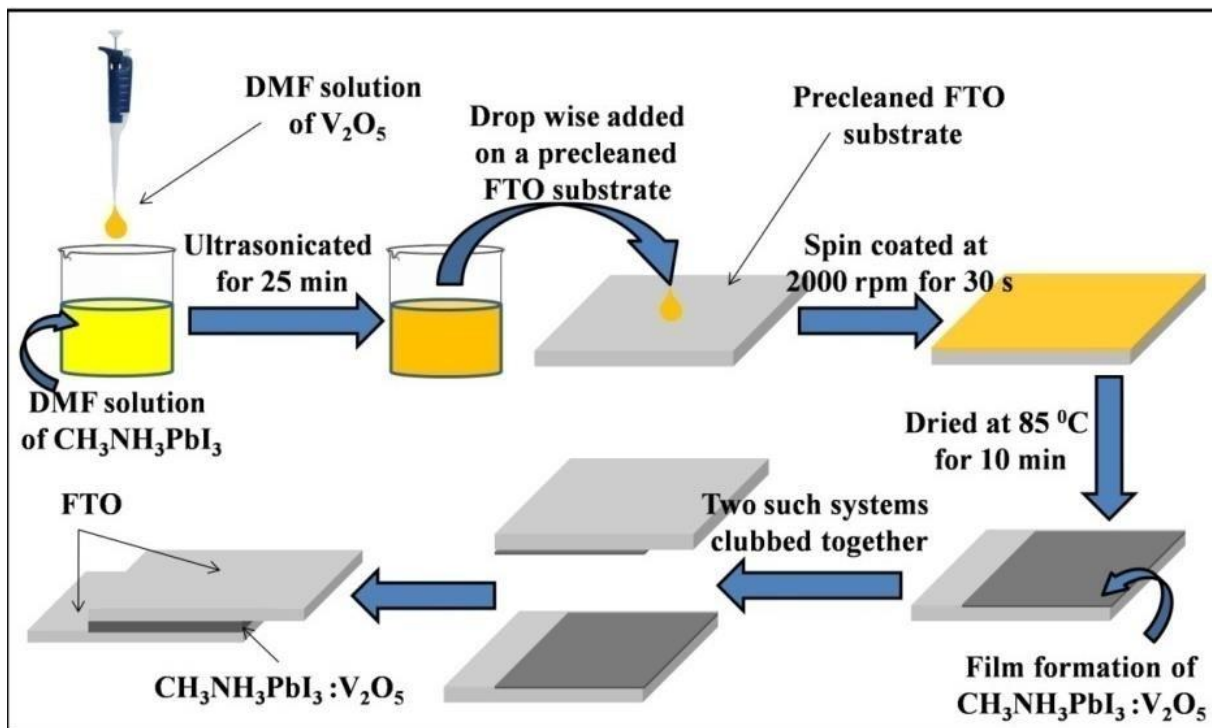 DMF solution
of V₂O₅
Drop wise added
on a precleaned
FTO substrate
Precleaned FTO
substrate
Ultrasonicated
for 25 min
Spin coated at
2000 rpm for 30 s
DMF solution
of CH₃NH₃PbI₃
Dried at 85 ⁰C
for 10 min
FTO
Two such systems
clubbed together
CH₃NH₃PbI₃ :V₂O₅
Film formation of
CH₃NH₃PbI₃ :V₂O₅